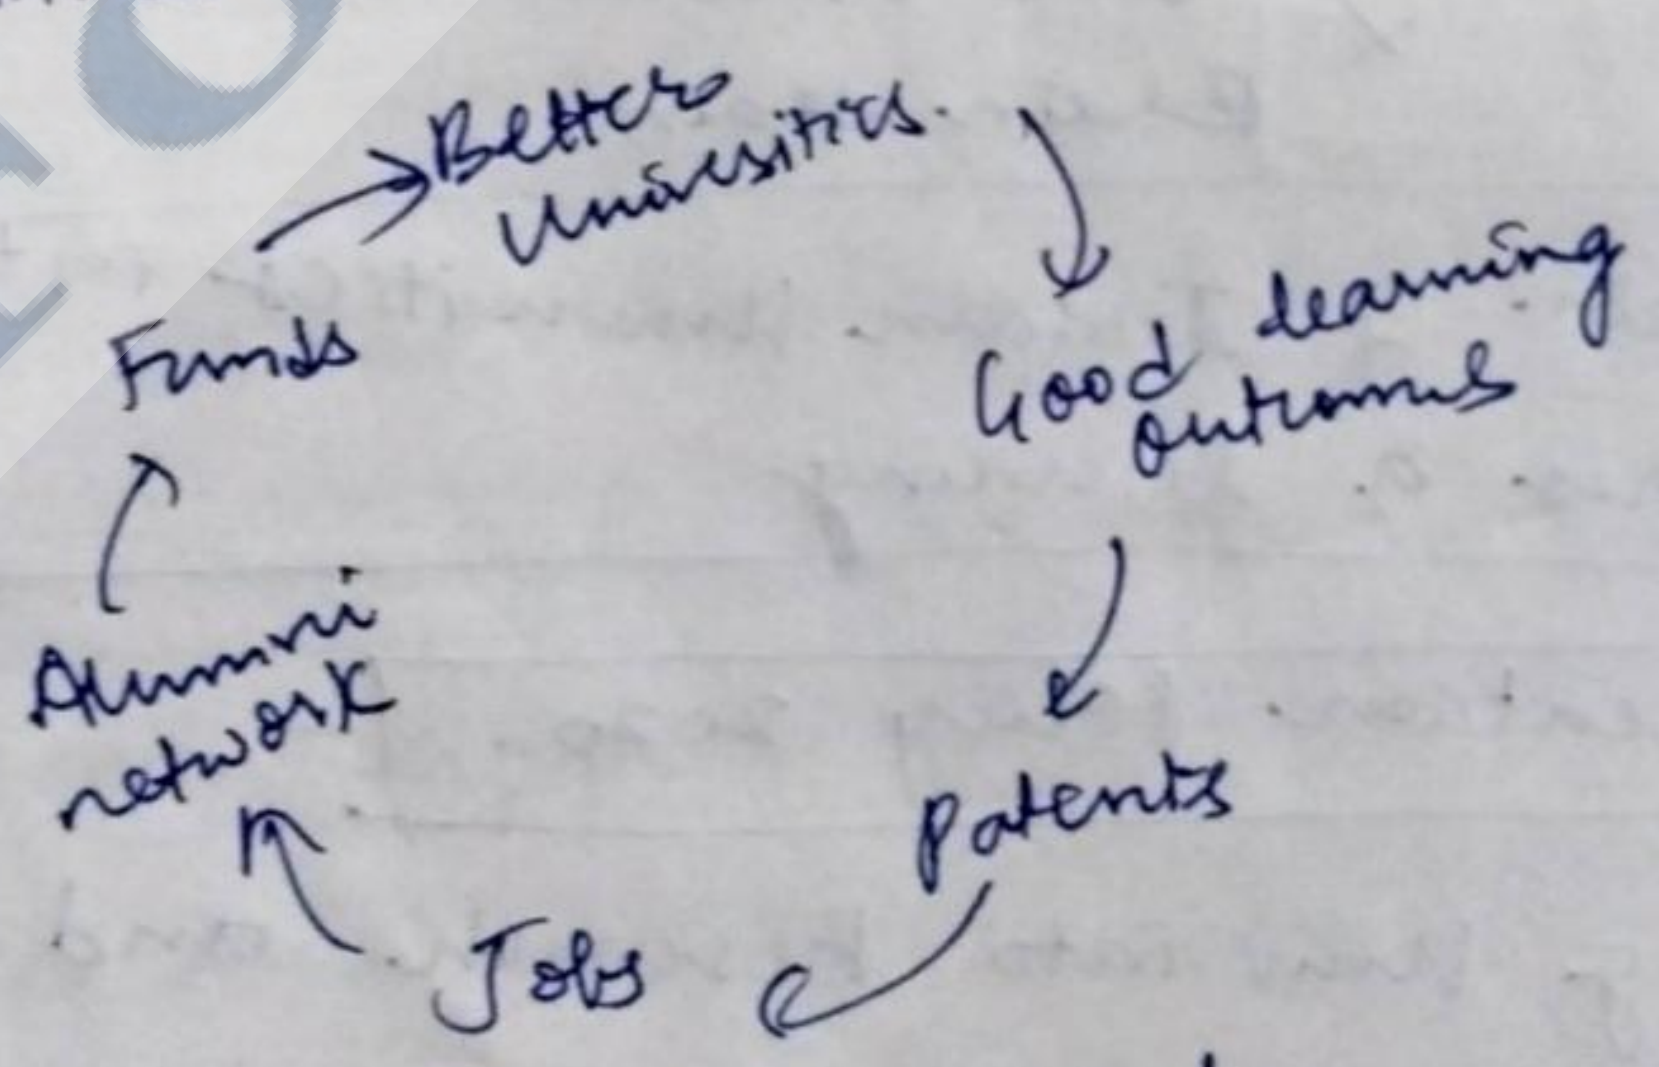 Better
Universities.
Good learning
outcomes
Patents
Jobs
Alumni
network
Funds